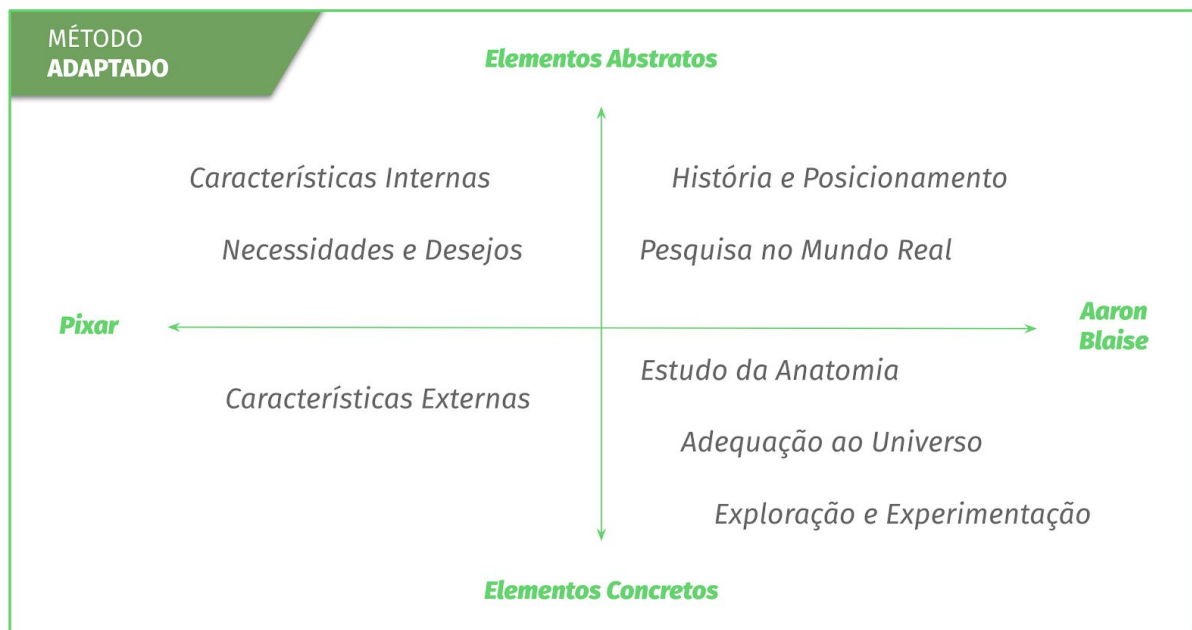 MÉTODO
ADAPTADO
Elementos Abstratos
Características Internas
História e Posicionamento
Necessidades e Desejos
Pesquisa no Mundo Real
Pixar
Aaron
Blaise
Estudo da Anatomia
Características Externas
Adequação ao Universo
Exploração e Experimentação
Elementos Concretos